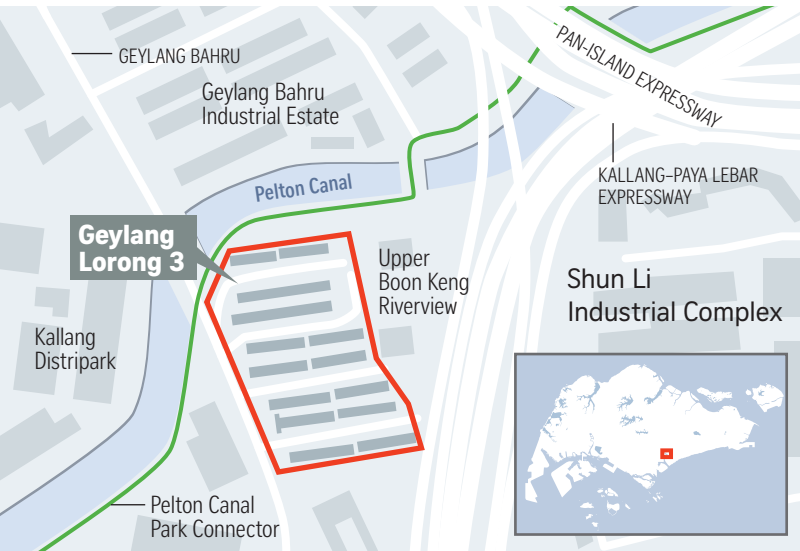 GEYLANG BAHRU
Geylang Bahru
Industrial Estate
PAN-ISLAND EXPRESSWAY
KALLANG–PAYA LEBAR
EXPRESSWAY
Pelton Canal
Geylang
Lorong 3
Upper
Boon Keng
Riverview
Shun Li
Industrial Complex
Kallang
Distripark
Pelton Canal
Park Connector